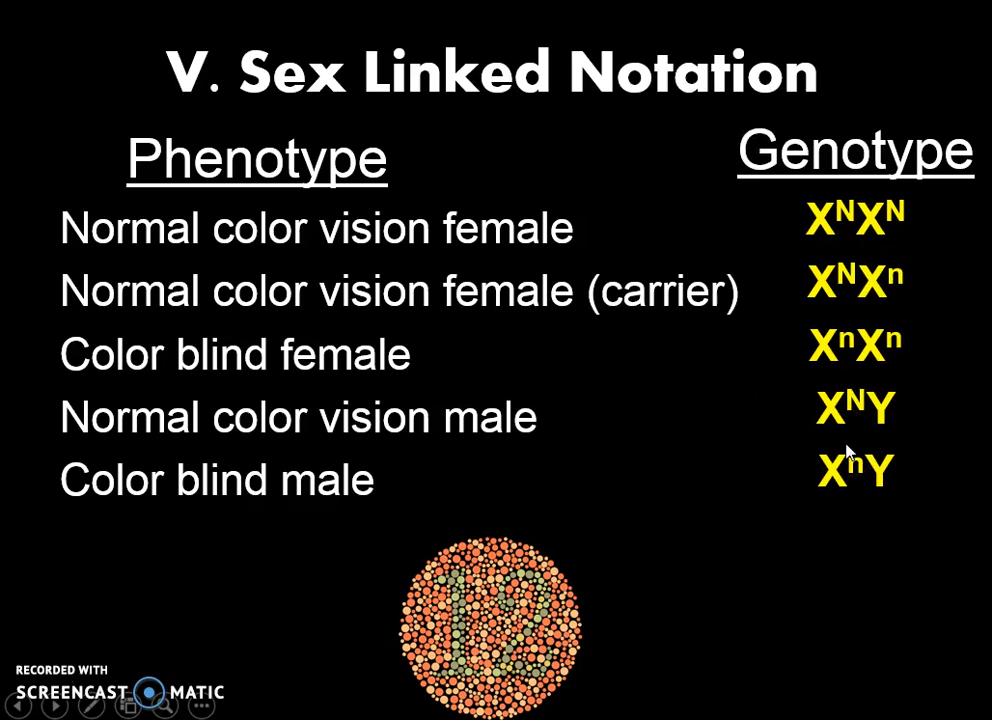 V. Sex Linked Notation
Phenotype Genotype
Normal color vision female XᴺXᴺ
Normal color vision female (carrier) XᴺXⁿ
Color blind female XⁿXⁿ
Normal color vision male XᴺY
Color blind male XⁿY
12
RECORDED WITH
SCREENCAST MATIC